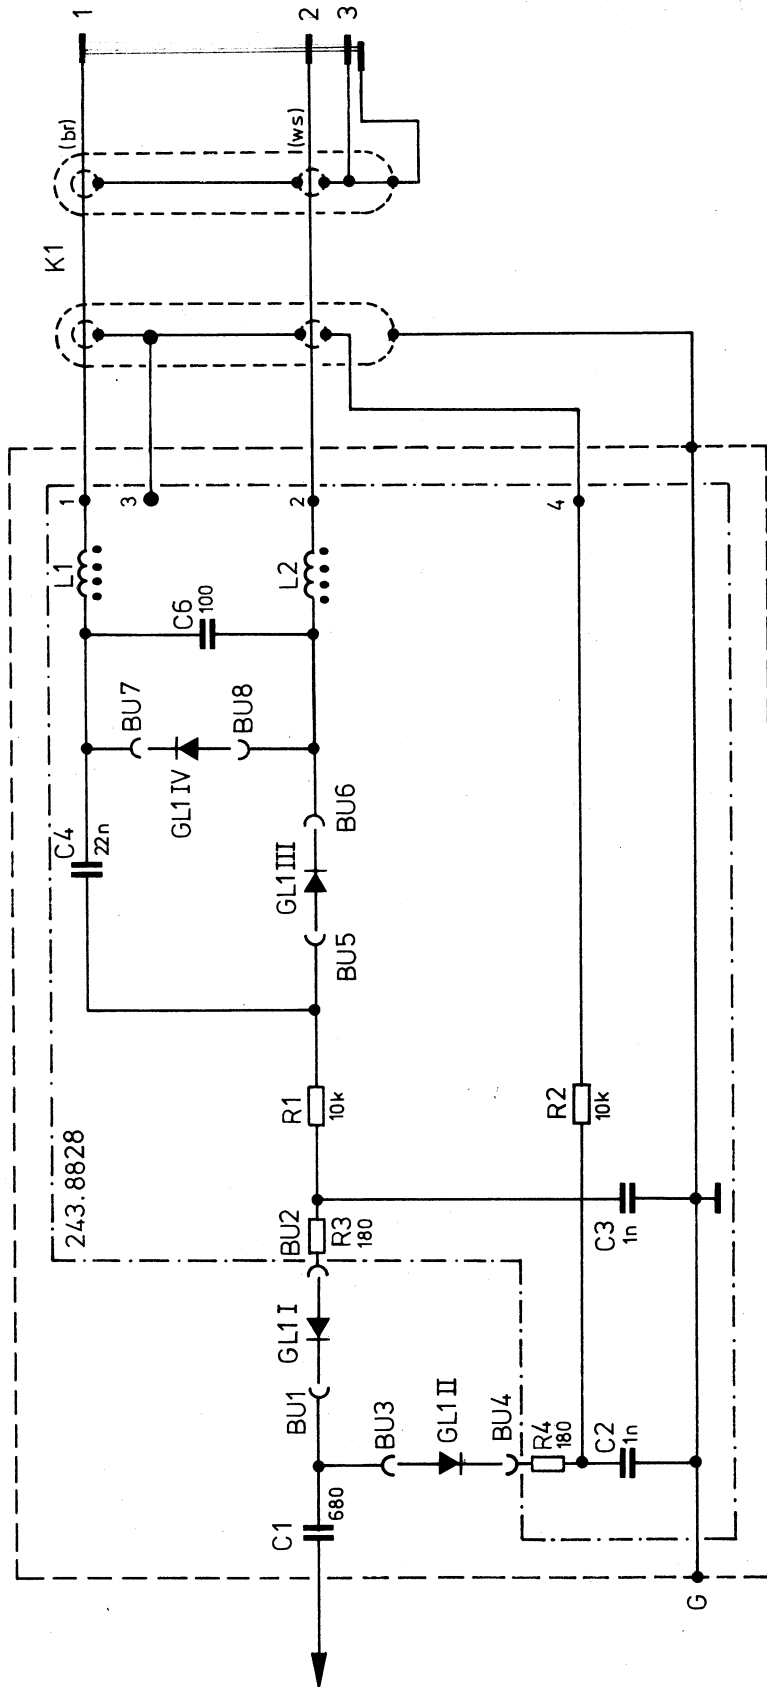 1
2
3
(br)
(ws)
K1
1
3
2
4
L1
L2
C6
100
BU7
BU8
GL1 IV
C4
22n
BU6
GL1 III
BU5
R1
10k
R2
10k
243.8828
BU2
R3
180
C3
1n
GL1 I
BU1
BU3
GL1 II
BU4
R4
180
C2
1n
C1
680
G